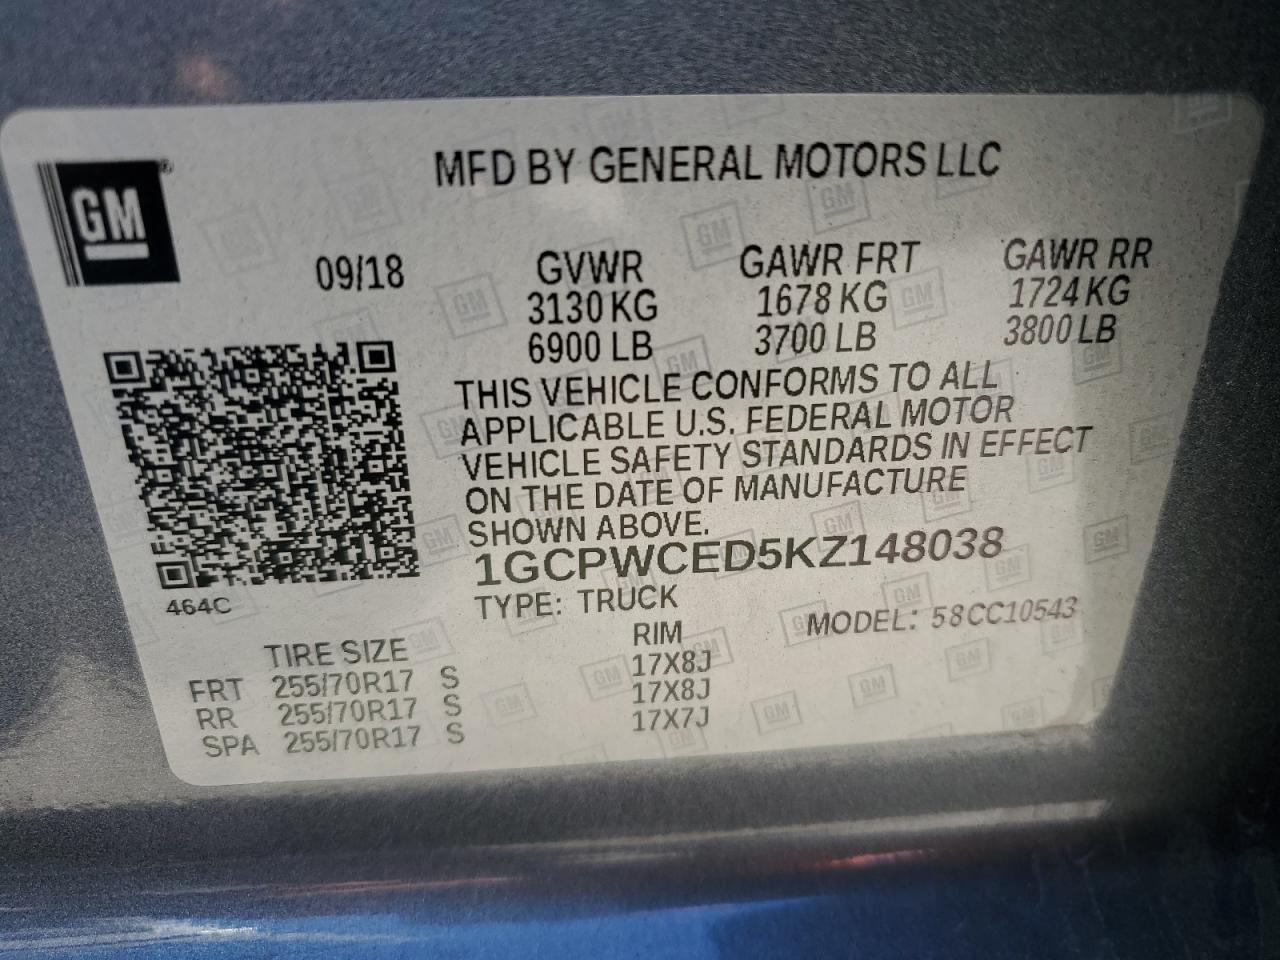 GM
MFD BY GENERAL MOTORS LLC
09/18
GVWR GAWR FRT GAWR RR
3130 KG 1678 KG 1724 KG
6900 LB 3700 LB 3800 LB
THIS VEHICLE CONFORMS TO ALL
APPLICABLE U.S. FEDERAL MOTOR
VEHICLE SAFETY STANDARDS IN EFFECT
ON THE DATE OF MANUFACTURE
SHOWN ABOVE.
1GCPWCED5KZ148038
464C
TYPE: TRUCK
MODEL: 58CC10543
TIRE SIZE RIM
FRT 255/70R17 S 17X8J
RR 255/70R17 S 17X8J
SPA 255/70R17 S 17X7J